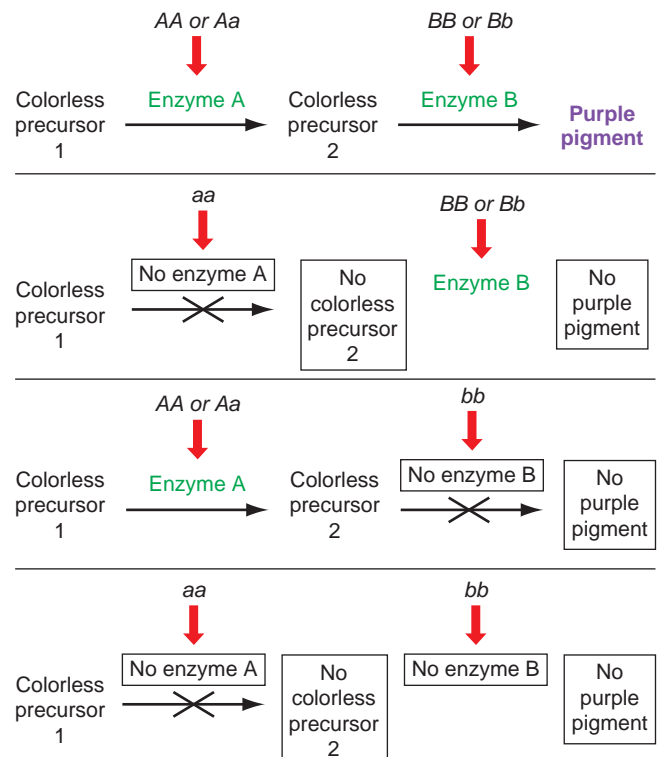 AA or Aa
BB or Bb
Colorless
precursor
1
Enzyme A
Colorless
precursor
2
Enzyme B
Purple
pigment
aa
BB or Bb
Colorless
precursor
1
No enzyme A
No
colorless
precursor
2
Enzyme B
No
purple
pigment
AA or Aa
bb
Colorless
precursor
1
Enzyme A
Colorless
precursor
2
No enzyme B
No
purple
pigment
aa
bb
Colorless
precursor
1
No enzyme A
No
colorless
precursor
2
No enzyme B
No
purple
pigment